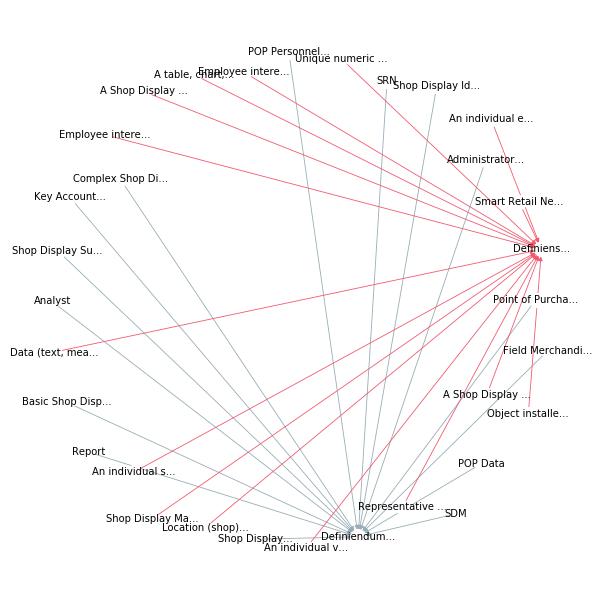 POP Personnel...
Unique numeric ...
Employee intere...
A table, chart,...
SRN
Shop Display Id...
A Shop Display ...
An individual e...
Employee intere...
Administrator...
Complex Shop Di...
Key Account...
Smart Retail Ne...
Shop Display Su...
Definiens...
Analyst
Point of Purcha...
Data (text, mea...
Field Merchandi...
A Shop Display ...
Basic Shop Disp...
Object installe...
Report
POP Data
An individual s...
Representative ...
SDM
Shop Display Ma...
Location (shop)...
Shop Display...
Definiendum...
An individual v...